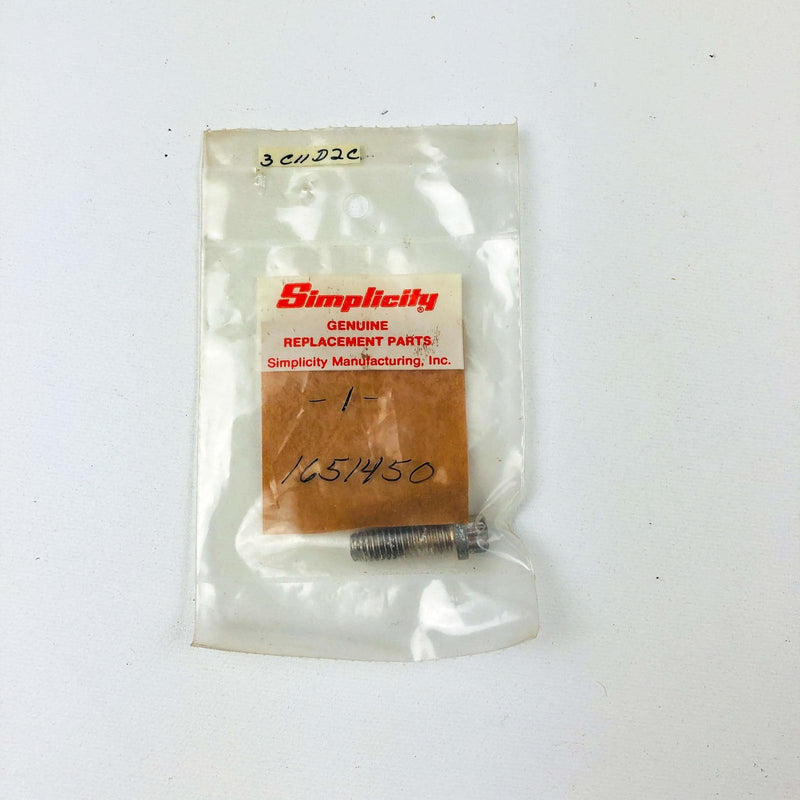 3C11D2C
Simplicity®
GENUINE
REPLACEMENT PARTS
Simplicity Manufacturing, Inc.
- 1 -
1651450